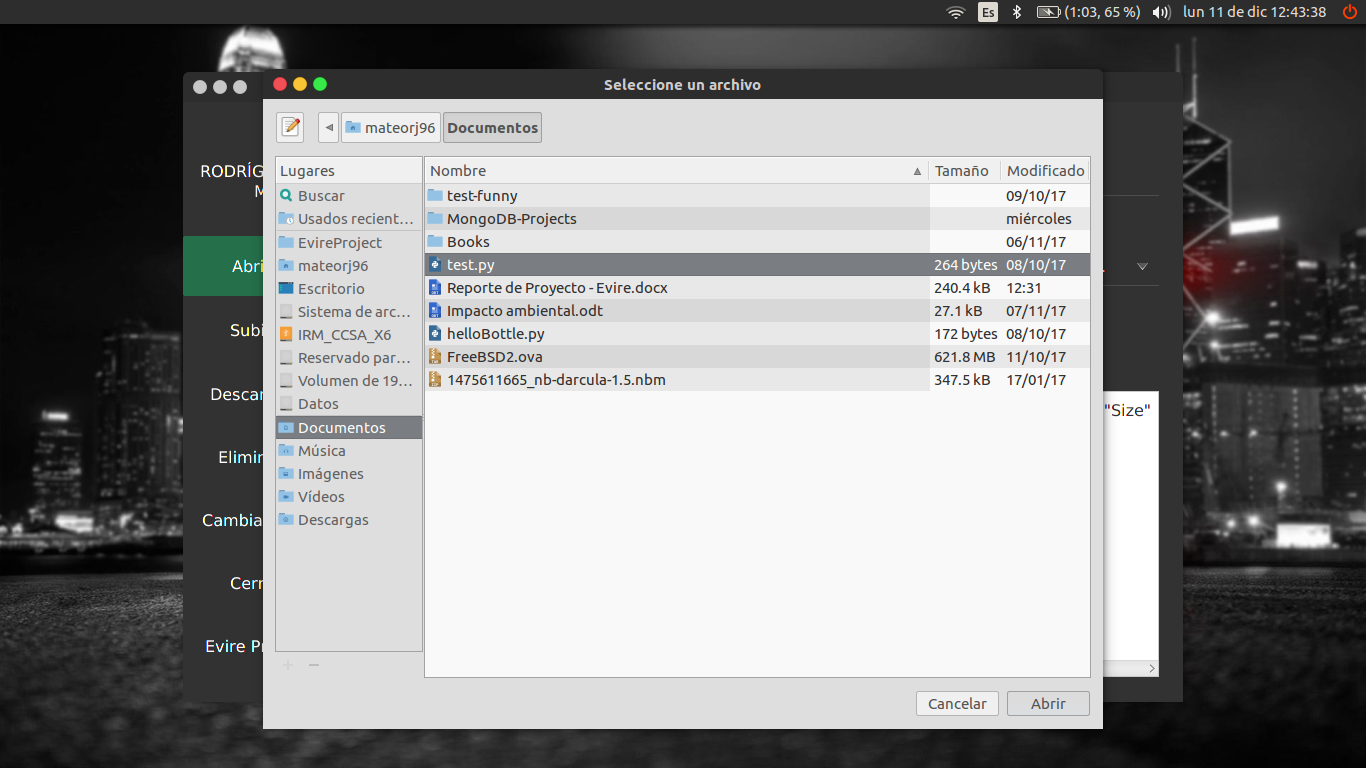 Es (1:03, 65 %) lun 11 de dic 12:43:38
Seleccione un archivo
mateorj96 Documentos
RODRÍG
M
Abri
Subi
Descar
Elimin
Cambia
Cerr
Evire Pr
Lugares
Buscar
Usados recient…
EvireProject
mateorj96
Escritorio
Sistema de arc…
IRM_CCSA_X6
Reservado par…
Volumen de 19…
Datos
Documentos
Música
Imágenes
Vídeos
Descargas
Nombre Tamaño Modificado
test-funny 09/10/17
MongoDB-Projects miércoles
Books 06/11/17
test.py 264 bytes 08/10/17
Reporte de Proyecto - Evire.docx 240.4 kB 12:31
Impacto ambiental.odt 27.1 kB 07/11/17
helloBottle.py 172 bytes 08/10/17
FreeBSD2.ova 621.8 MB 11/10/17
1475611665_nb-darcula-1.5.nbm 347.5 kB 17/01/17
"Size"
Cancelar Abrir